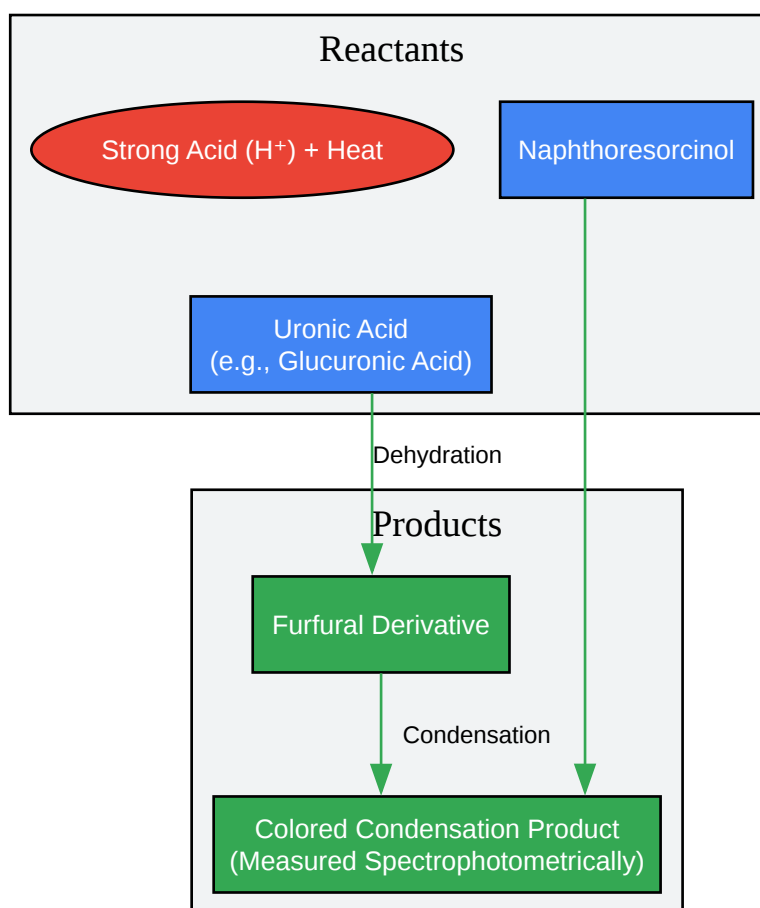 Reactants
Strong Acid (H⁺) + Heat
Naphthoresorcinol
Uronic Acid
(e.g., Glucuronic Acid)
Dehydration
Products
Furfural Derivative
Condensation
Colored Condensation Product
(Measured Spectrophotometrically)